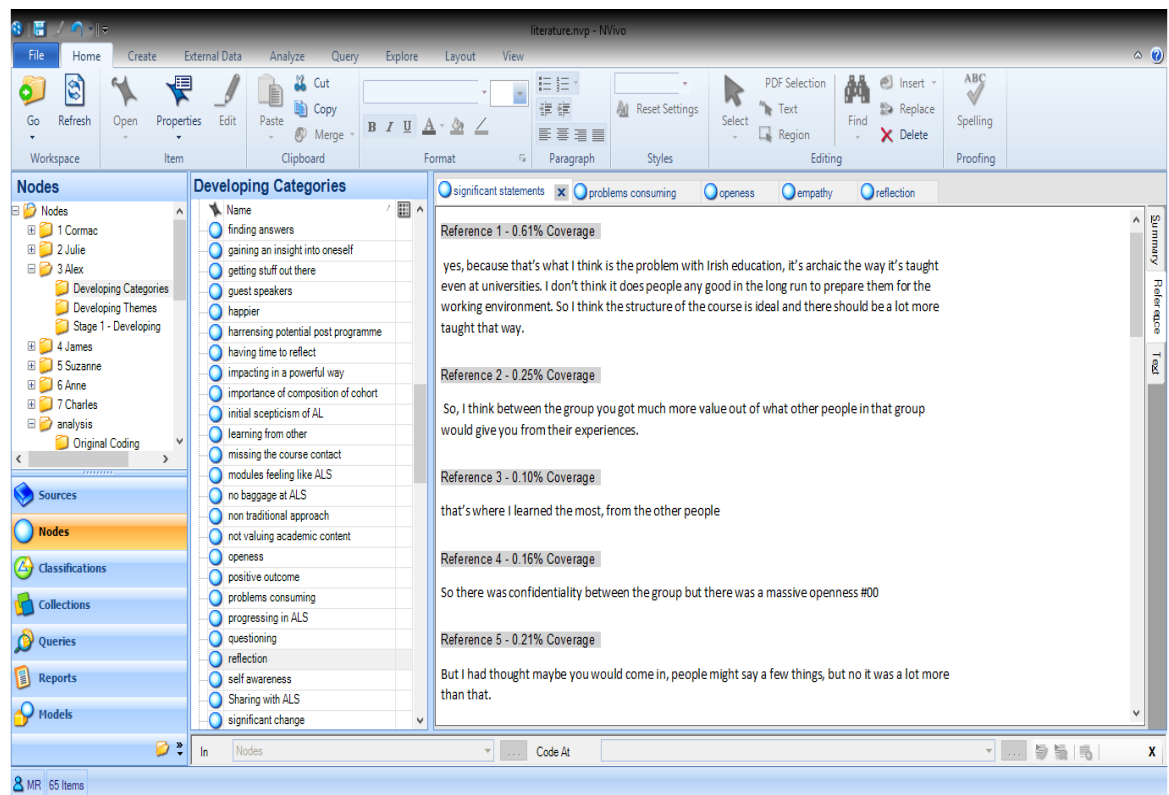 literature.nvp - NVivo
File Home Create External Data Analyze Query Explore Layout View
Go Refresh
Workspace
Open Properties Edit
Item
Paste Cut Copy Merge
Clipboard
B I U A
Format
Paragraph
Reset Settings
Styles
Select PDF Selection Text Region Find Insert Replace Delete
Editing
ABC
Spelling
Proofing
Nodes
Nodes
1 Cormac
2 Julie
3 Alex
Developing Categories
Developing Themes
Stage 1 - Developing
4 James
5 Suzanne
6 Anne
7 Charles
analysis
Original Coding
Sources
Nodes
Classifications
Collections
Queries
Reports
Models
Developing Categories
Name
finding answers
gaining an insight into oneself
getting stuff out there
guest speakers
happier
harrensing potential post programme
having time to reflect
impacting in a powerful way
importance of composition of cohort
initial scepticism of AL
learning from other
missing the course contact
modules feeling like ALS
no baggage at ALS
non traditional approach
not valuing academic content
openess
positive outcome
problems consuming
progressing in ALS
questioning
reflection
self awareness
Sharing with ALS
significant change
significant statements x problems consuming openess empathy reflection
Reference 1 - 0.61% Coverage
yes, because that's what I think is the problem with Irish education, it's archaic the way it's taught
even at universities. I don't think it does people any good in the long run to prepare them for the
working environment. So I think the structure of the course is ideal and there should be a lot more
taught that way.
Reference 2 - 0.25% Coverage
So, I think between the group you got much more value out of what other people in that group
would give you from their experiences.
Reference 3 - 0.10% Coverage
that's where I learned the most, from the other people
Reference 4 - 0.16% Coverage
So there was confidentiality between the group but there was a massive openness #00
Reference 5 - 0.21% Coverage
But I had thought maybe you would come in, people might say a few things, but no it was a lot more
than that.
Summary
Reference
Text
In Nodes ... Code At ... X
MR 65 Items